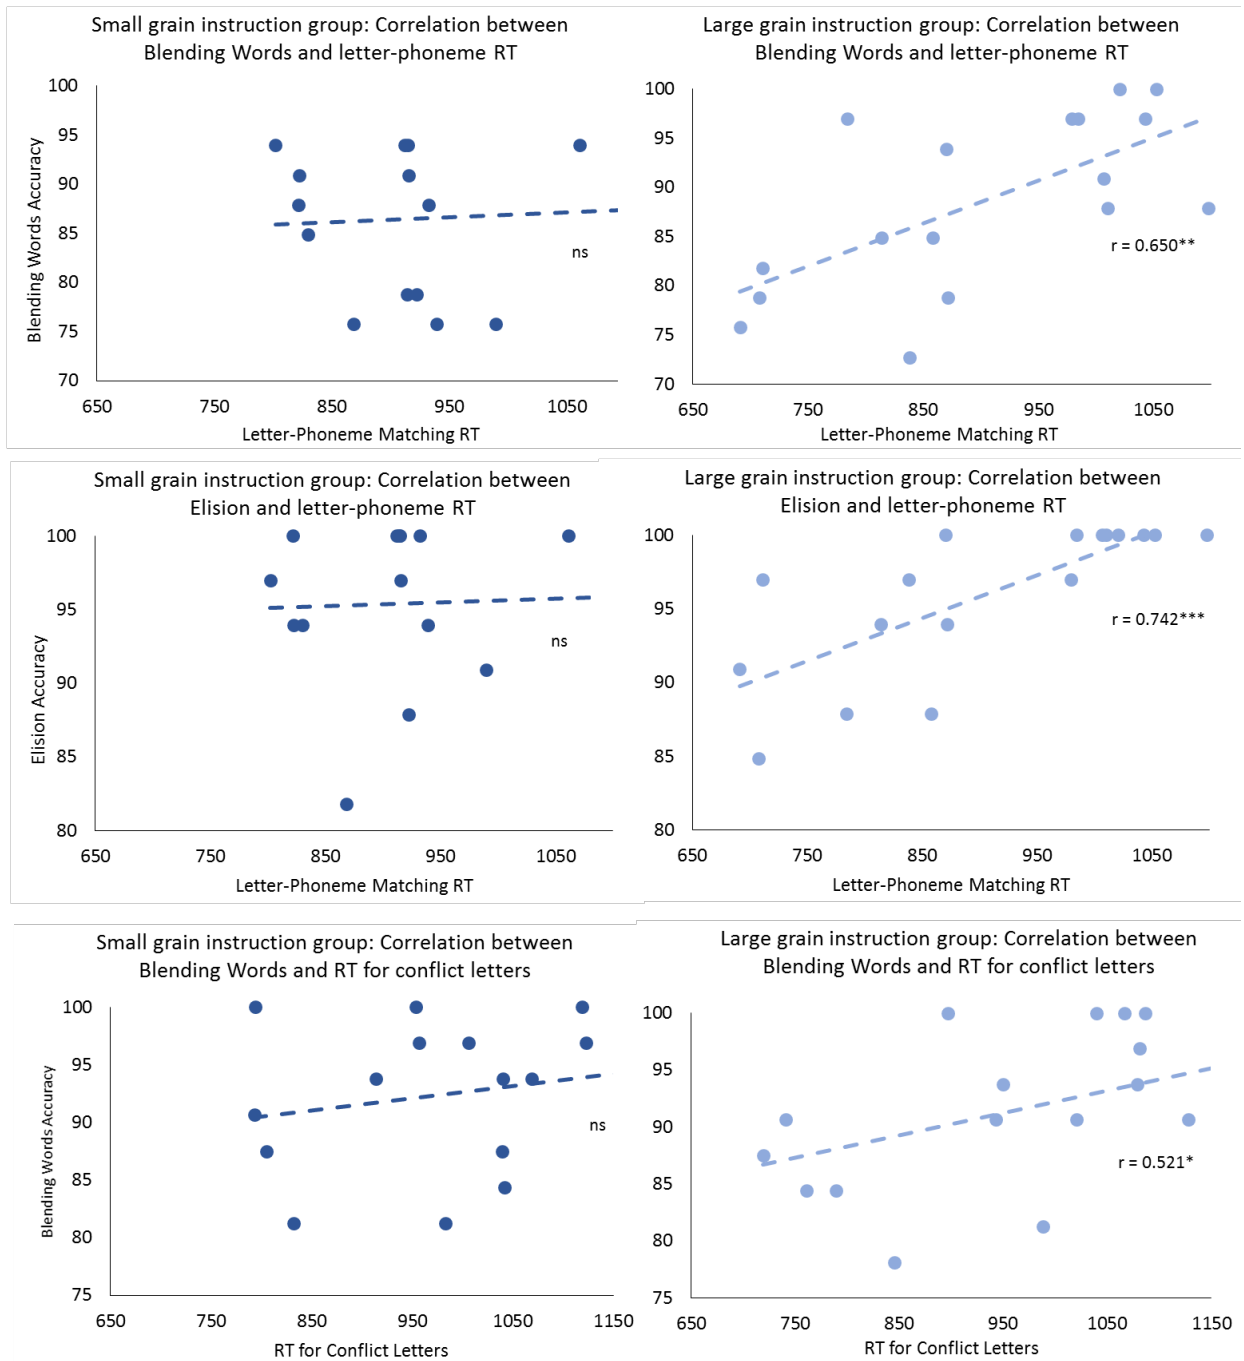 Small grain instruction group: Correlation between
Blending Words and letter-phoneme RT
100
95
90
85
80
75
70
Blending Words Accuracy
ns
650 750 850 950 1050
Letter-Phoneme Matching RT
Large grain instruction group: Correlation between
Blending Words and letter-phoneme RT
100
95
90
85
80
75
70
r = 0.650**
650 750 850 950 1050
Letter-Phoneme Matching RT
Small grain instruction group: Correlation between
Elision and letter-phoneme RT
100
95
90
85
80
Elision Accuracy
ns
650 750 850 950 1050
Letter-Phoneme Matching RT
Large grain instruction group: Correlation between
Elision and letter-phoneme RT
100
95
90
85
80
r = 0.742***
650 750 850 950 1050
Letter-Phoneme Matching RT
Small grain instruction group: Correlation between
Blending Words and RT for conflict letters
100
95
90
85
80
75
Blending Words Accuracy
ns
650 750 850 950 1050 1150
RT for Conflict Letters
Large grain instruction group: Correlation between
Blending Words and RT for conflict letters
100
95
90
85
80
75
r = 0.521*
650 750 850 950 1050 1150
RT for Conflict Letters